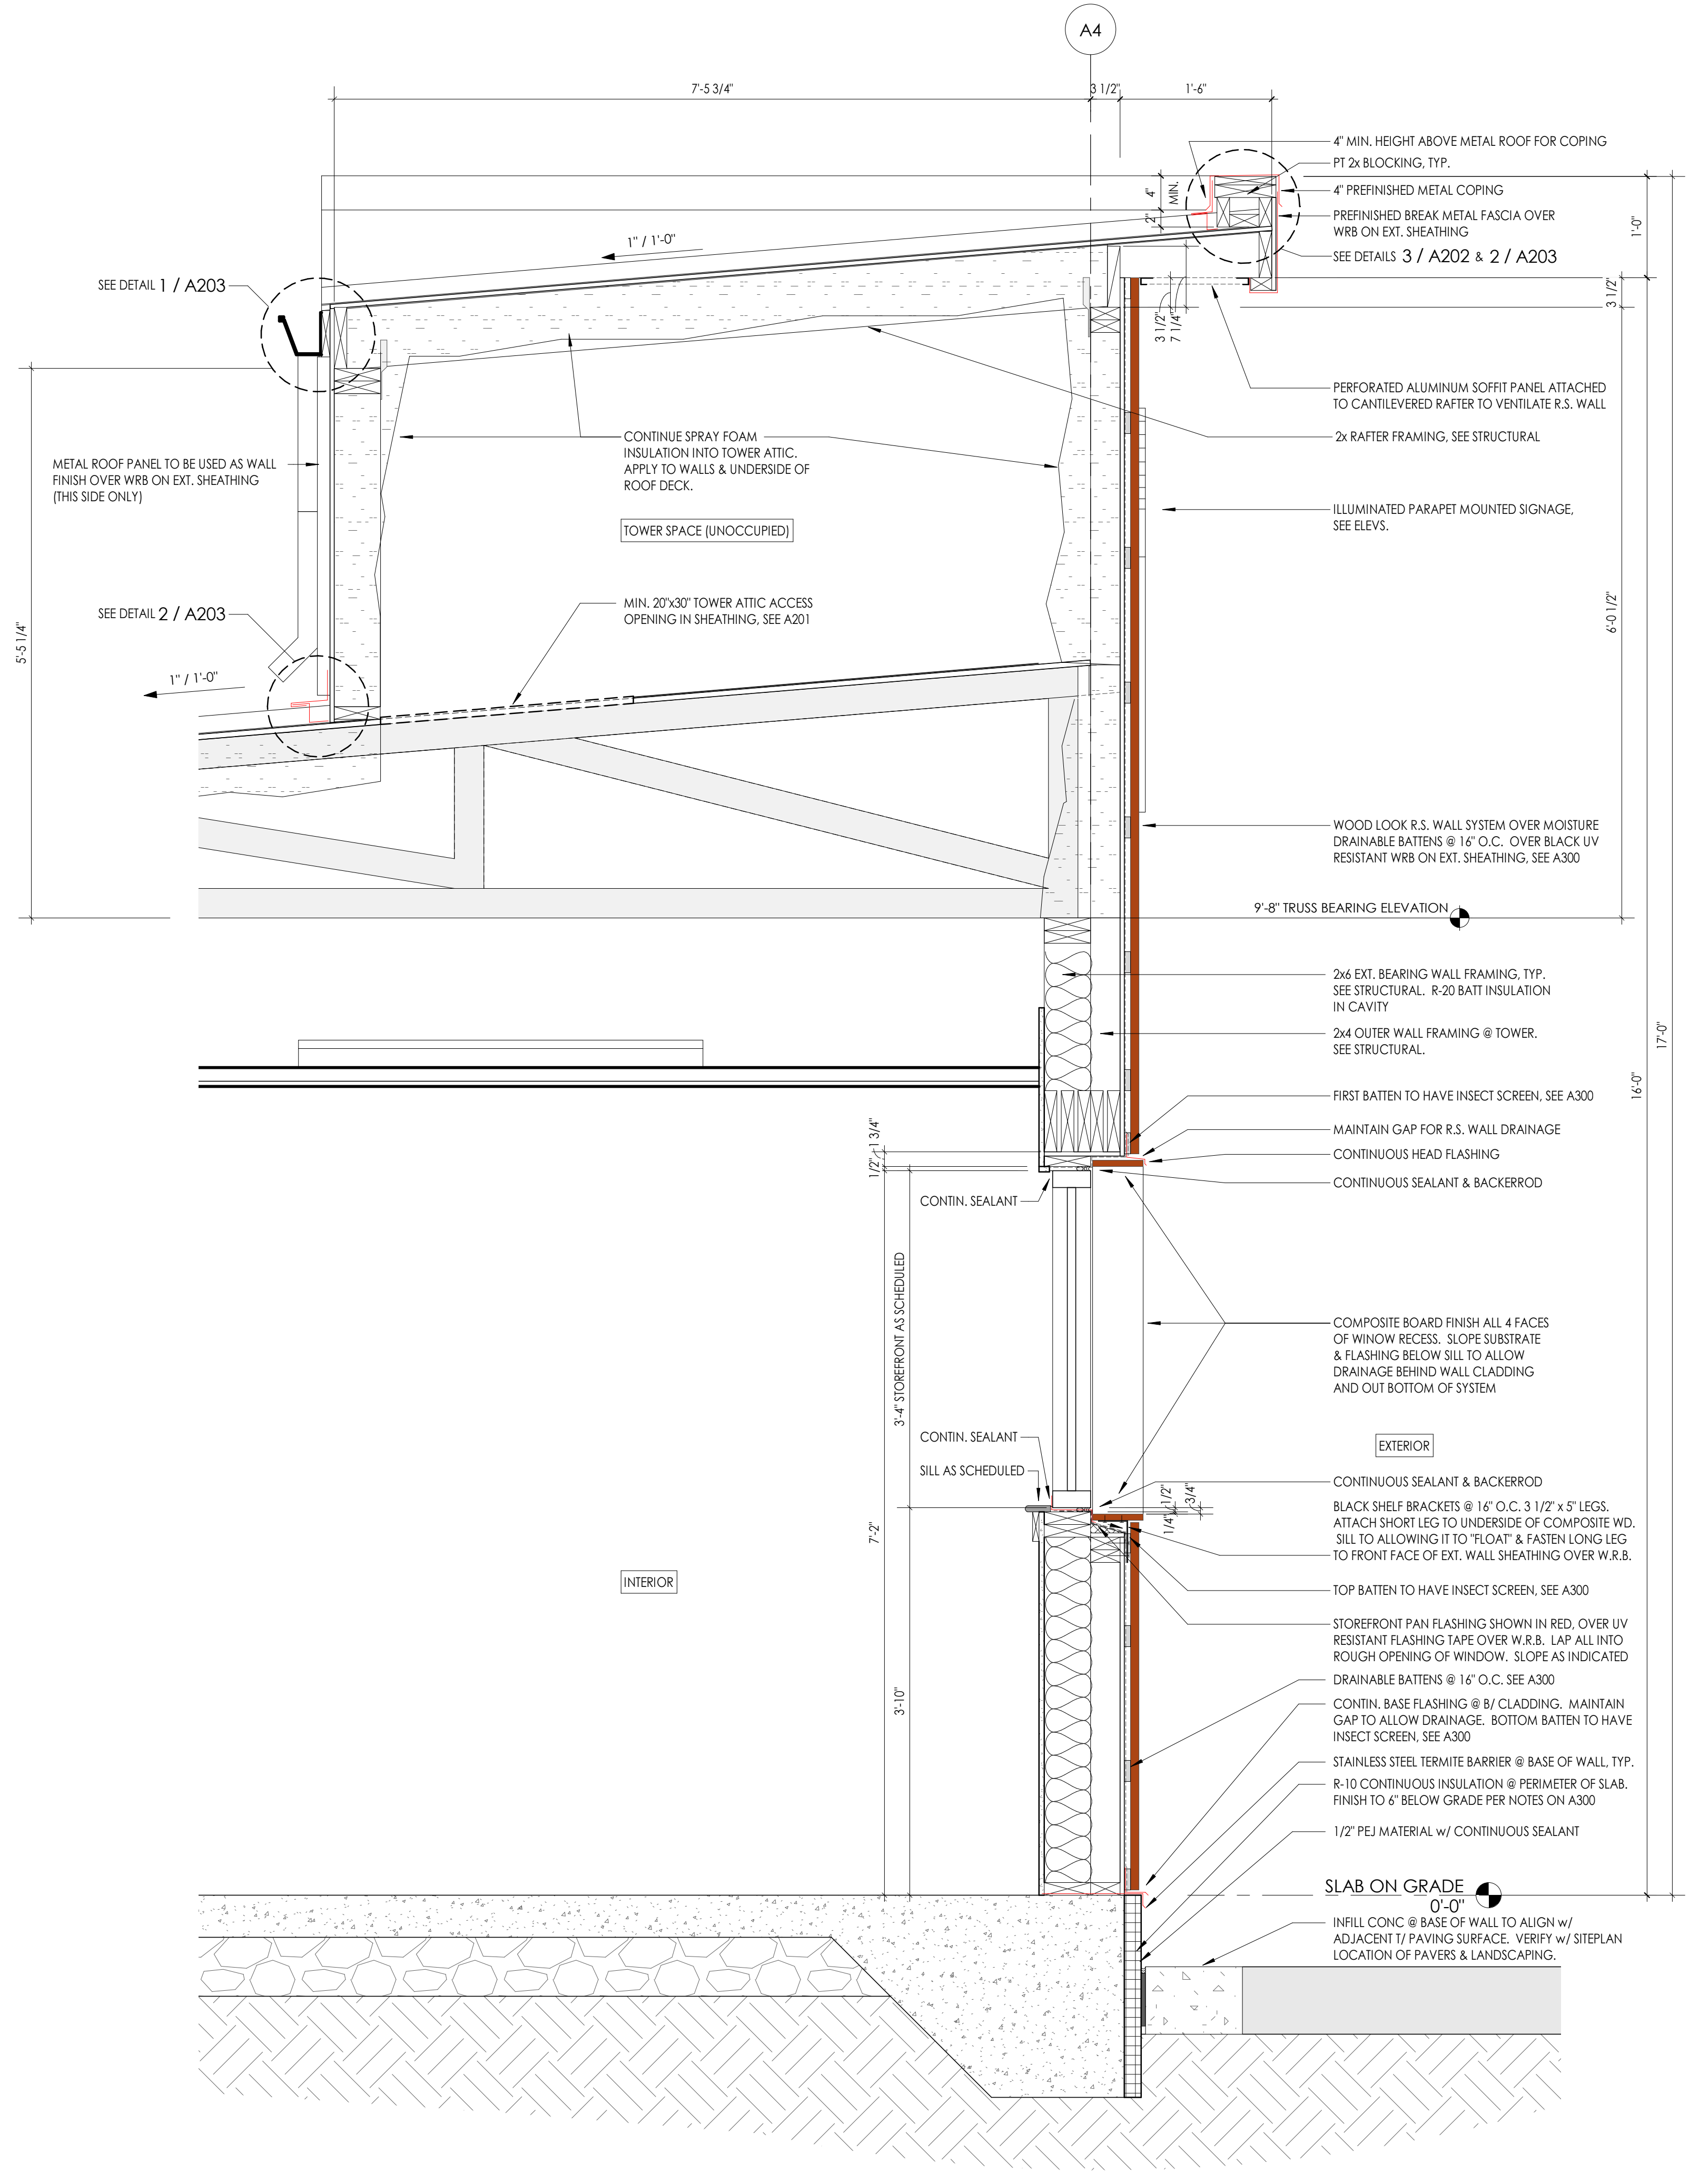 A4
7'-5 3/4"
3 1/2"
1'-6"
4" MIN. HEIGHT ABOVE METAL ROOF FOR COPING
PT 2x BLOCKING, TYP.
4" PREFINISHED METAL COPING
PREFINISHED BREAK METAL FASCIA OVER
WRB ON EXT. SHEATHING
SEE DETAILS 3 / A202 & 2 / A203
4"
MIN.
2"
1'-0"
1" / 1'-0"
SEE DETAIL 1 / A203
3 1/2"
3 1/2"
7 1/4"
PERFORATED ALUMINUM SOFFIT PANEL ATTACHED
TO CANTILEVERED RAFTER TO VENTILATE R.S. WALL
2x RAFTER FRAMING, SEE STRUCTURAL
CONTINUE SPRAY FOAM
INSULATION INTO TOWER ATTIC.
APPLY TO WALLS & UNDERSIDE OF
ROOF DECK.
METAL ROOF PANEL TO BE USED AS WALL
FINISH OVER WRB ON EXT. SHEATHING
(THIS SIDE ONLY)
TOWER SPACE (UNOCCUPIED)
ILLUMINATED PARAPET MOUNTED SIGNAGE,
SEE ELEVS.
MIN. 20"x30" TOWER ATTIC ACCESS
OPENING IN SHEATHING, SEE A201
SEE DETAIL 2 / A203
5'-5 1/4"
6'-0 1/2"
1" / 1'-0"
WOOD LOOK R.S. WALL SYSTEM OVER MOISTURE
DRAINABLE BATTENS @ 16" O.C. OVER BLACK UV
RESISTANT WRB ON EXT. SHEATHING, SEE A300
9'-8" TRUSS BEARING ELEVATION
2x6 EXT. BEARING WALL FRAMING, TYP.
SEE STRUCTURAL. R-20 BATT INSULATION
IN CAVITY
2x4 OUTER WALL FRAMING @ TOWER.
SEE STRUCTURAL.
17'-0"
16'-0"
FIRST BATTEN TO HAVE INSECT SCREEN, SEE A300
MAINTAIN GAP FOR R.S. WALL DRAINAGE
CONTINUOUS HEAD FLASHING
CONTINUOUS SEALANT & BACKERROD
1 3/4"
1/2"
CONTIN. SEALANT
3'-4" STOREFRONT AS SCHEDULED
COMPOSITE BOARD FINISH ALL 4 FACES
OF WINOW RECESS. SLOPE SUBSTRATE
& FLASHING BELOW SILL TO ALLOW
DRAINAGE BEHIND WALL CLADDING
AND OUT BOTTOM OF SYSTEM
CONTIN. SEALANT
EXTERIOR
SILL AS SCHEDULED
CONTINUOUS SEALANT & BACKERROD
1/2"
3/4"
1/4"
7'-2"
BLACK SHELF BRACKETS @ 16" O.C. 3 1/2" x 5" LEGS.
ATTACH SHORT LEG TO UNDERSIDE OF COMPOSITE WD.
SILL TO ALLOWING IT TO "FLOAT" & FASTEN LONG LEG
TO FRONT FACE OF EXT. WALL SHEATHING OVER W.R.B.
INTERIOR
TOP BATTEN TO HAVE INSECT SCREEN, SEE A300
STOREFRONT PAN FLASHING SHOWN IN RED, OVER UV
RESISTANT FLASHING TAPE OVER W.R.B. LAP ALL INTO
ROUGH OPENING OF WINDOW. SLOPE AS INDICATED
DRAINABLE BATTENS @ 16" O.C. SEE A300
3'-10"
CONTIN. BASE FLASHING @ B/ CLADDING. MAINTAIN
GAP TO ALLOW DRAINAGE. BOTTOM BATTEN TO HAVE
INSECT SCREEN, SEE A300
STAINLESS STEEL TERMITE BARRIER @ BASE OF WALL, TYP.
R-10 CONTINUOUS INSULATION @ PERIMETER OF SLAB.
FINISH TO 6" BELOW GRADE PER NOTES ON A300
1/2" PEJ MATERIAL w/ CONTINUOUS SEALANT
SLAB ON GRADE
0'-0"
INFILL CONC @ BASE OF WALL TO ALIGN w/
ADJACENT T/ PAVING SURFACE. VERIFY w/ SITEPLAN
LOCATION OF PAVERS & LANDSCAPING.